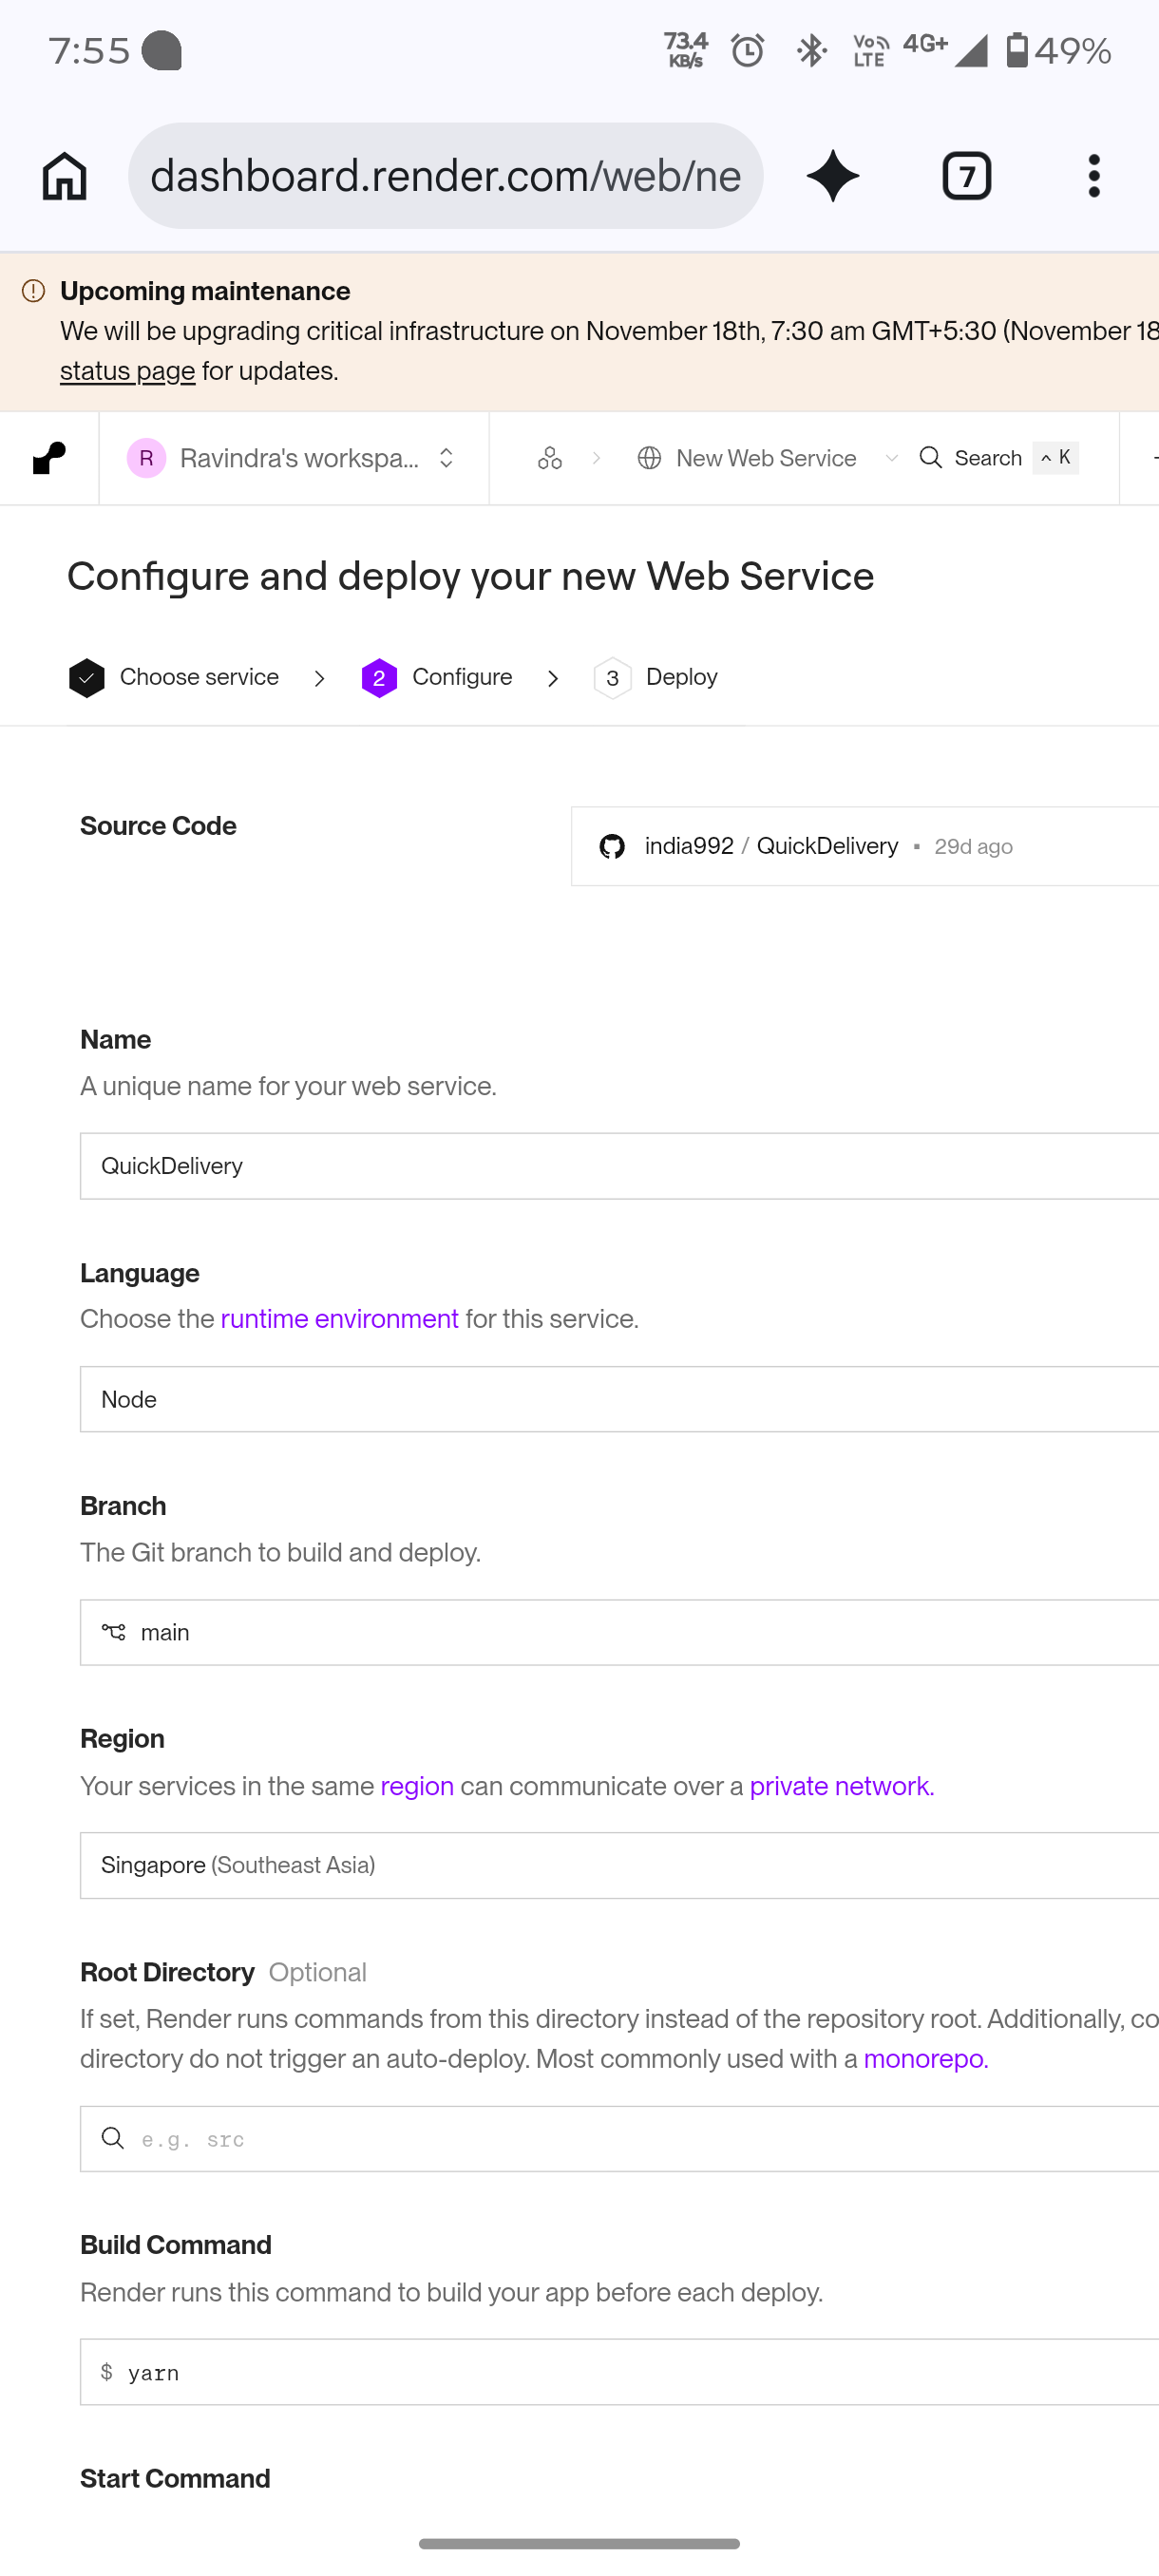 7:55
73.4 KB/s
Vo LTE
4G+
49%
dashboard.render.com/web/ne
7
Upcoming maintenance
We will be upgrading critical infrastructure on November 18th, 7:30 am GMT+5:30 (November 18
status page for updates.
R
Ravindra's workspa...
New Web Service
Search
^ K
Configure and deploy your new Web Service
Choose service
2 Configure
3 Deploy
Source Code
india992 / QuickDelivery ▪ 29d ago
Name
A unique name for your web service.
QuickDelivery
Language
Choose the runtime environment for this service.
Node
Branch
The Git branch to build and deploy.
main
Region
Your services in the same region can communicate over a private network.
Singapore (Southeast Asia)
Root Directory Optional
If set, Render runs commands from this directory instead of the repository root. Additionally, co
directory do not trigger an auto-deploy. Most commonly used with a monorepo.
e.g. src
Build Command
Render runs this command to build your app before each deploy.
$ yarn
Start Command